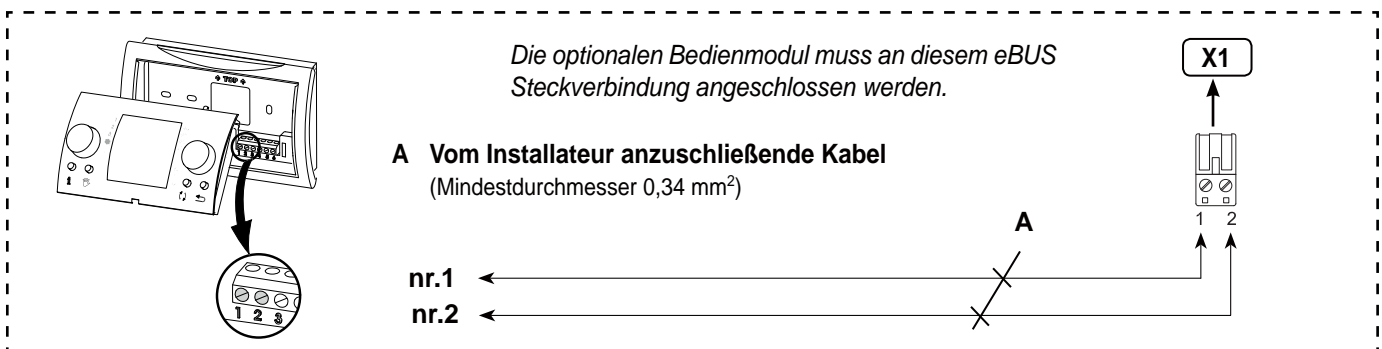 TOP
Die optionalen Bedienmodul muss an diesem eBUS
Steckverbindung angeschlossen werden.
X1
A Vom Installateur anzuschließende Kabel
(Mindestdurchmesser 0,34 mm²)
1 2
A
nr.1
nr.2
1 2 3